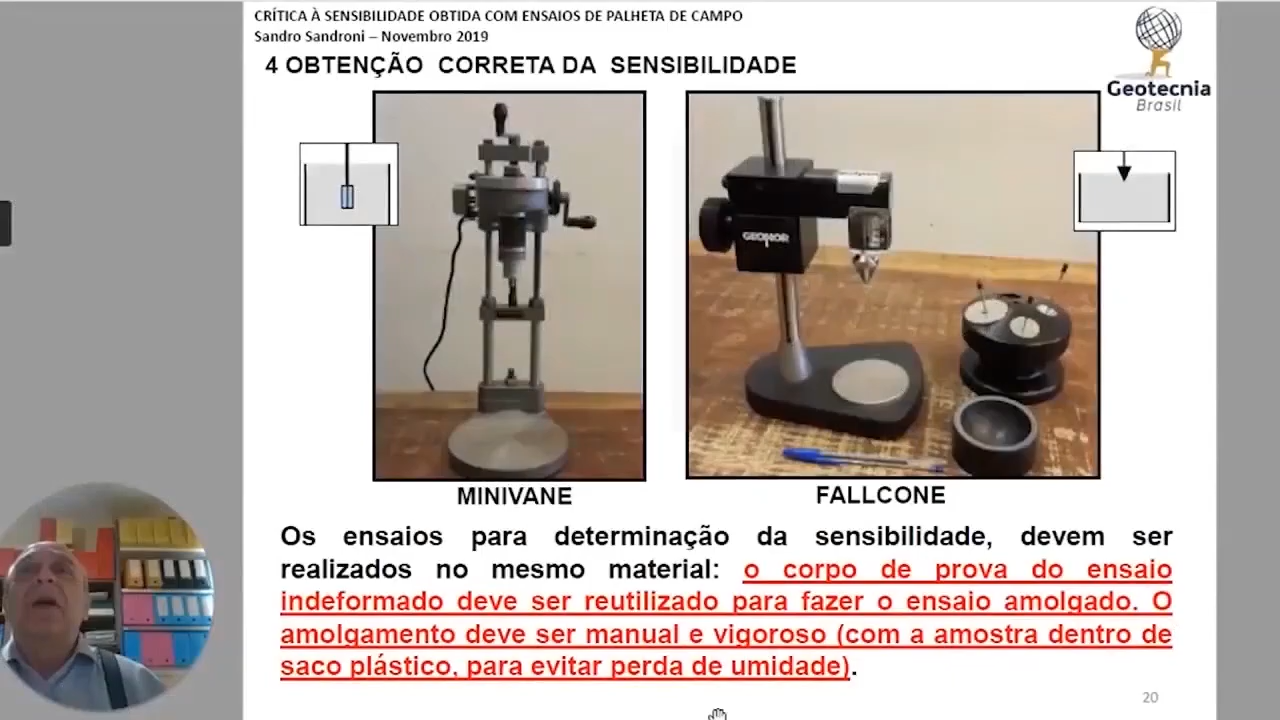 CRÍTICA À SENSIBILIDADE OBTIDA COM ENSAIOS DE PALHETA DE CAMPO
Sandro Sandroni – Novembro 2019
4 OBTENÇÃO CORRETA DA SENSIBILIDADE
Geotecnia
Brasil
GEONOR
MINIVANE
FALLCONE
Os ensaios para determinação da sensibilidade, devem ser
realizados no mesmo material: o corpo de prova do ensaio
indeformado deve ser reutilizado para fazer o ensaio amolgado. O
amolgamento deve ser manual e vigoroso (com a amostra dentro de
saco plástico, para evitar perda de umidade).
20